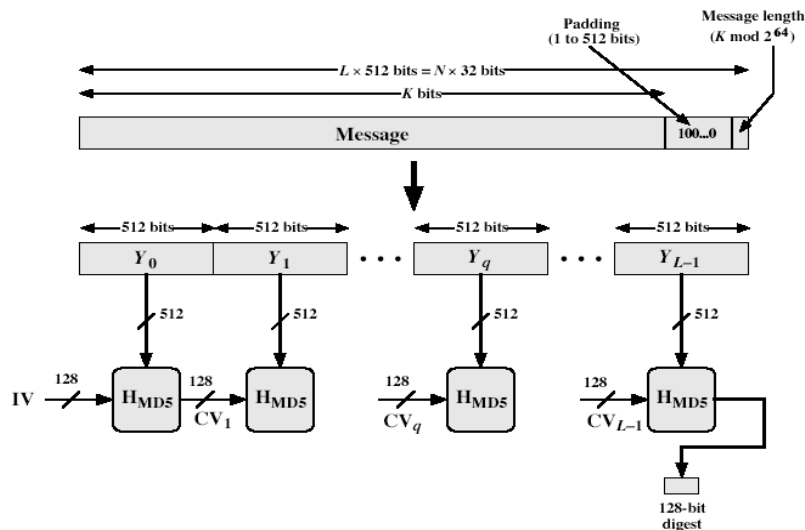 Padding
(1 to 512 bits)
Message length
(K mod 2^64)
L × 512 bits = N × 32 bits
K bits
Message
100...0
512 bits
512 bits
512 bits
512 bits
Y0
Y1
• • •
Yq
• • •
YL–1
512
512
512
512
IV
128
HMD5
128
CV1
HMD5
128
CVq
HMD5
128
CVL–1
HMD5
128-bit
digest